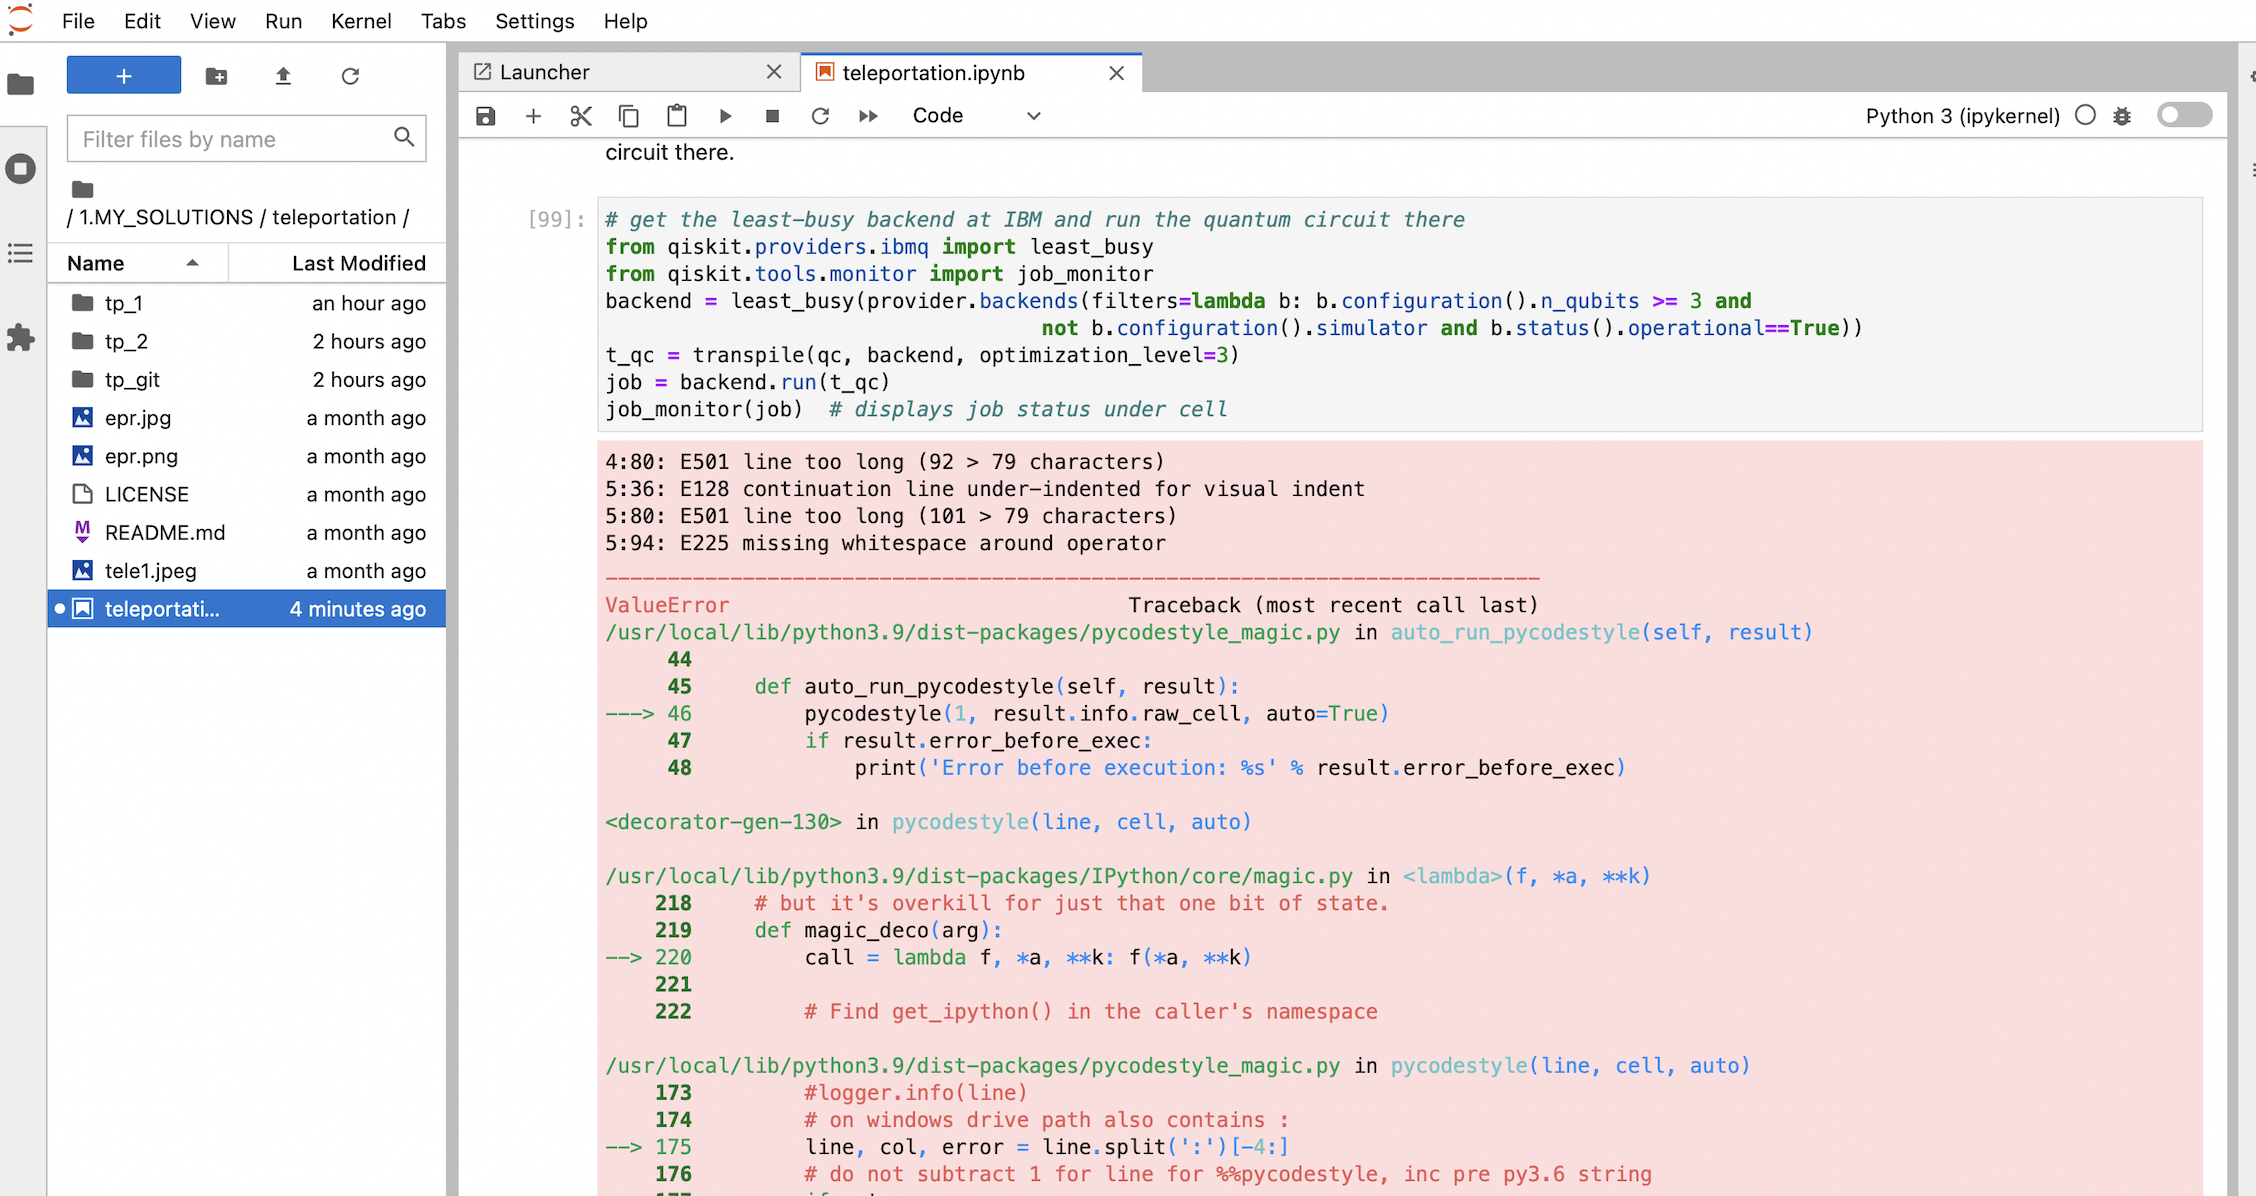 File Edit View Run Kernel Tabs Settings Help
Filter files by name
/ 1.MY_SOLUTIONS / teleportation /
Name Last Modified
tp_1 an hour ago
tp_2 2 hours ago
tp_git 2 hours ago
epr.jpg a month ago
epr.png a month ago
LICENSE a month ago
README.md a month ago
tele1.jpeg a month ago
teleportati... 4 minutes ago
Launcher
teleportation.ipynb
Code
Python 3 (ipykernel)
circuit there.
[99]:
# get the least-busy backend at IBM and run the quantum circuit there
from qiskit.providers.ibmq import least_busy
from qiskit.tools.monitor import job_monitor
backend = least_busy(provider.backends(filters=lambda b: b.configuration().n_qubits >= 3 and
                                   not b.configuration().simulator and b.status().operational==True))
t_qc = transpile(qc, backend, optimization_level=3)
job = backend.run(t_qc)
job_monitor(job)  # displays job status under cell
4:80: E501 line too long (92 > 79 characters)
5:36: E128 continuation line under-indented for visual indent
5:80: E501 line too long (101 > 79 characters)
5:94: E225 missing whitespace around operator
---------------------------------------------------------------------------
ValueError                                Traceback (most recent call last)
/usr/local/lib/python3.9/dist-packages/pycodestyle_magic.py in auto_run_pycodestyle(self, result)
     44
     45     def auto_run_pycodestyle(self, result):
---> 46         pycodestyle(1, result.info.raw_cell, auto=True)
     47         if result.error_before_exec:
     48             print('Error before execution: %s' % result.error_before_exec)
<decorator-gen-130> in pycodestyle(line, cell, auto)
/usr/local/lib/python3.9/dist-packages/IPython/core/magic.py in <lambda>(f, *a, **k)
    218     # but it's overkill for just that one bit of state.
    219     def magic_deco(arg):
--> 220         call = lambda f, *a, **k: f(*a, **k)
    221
    222         # Find get_ipython() in the caller's namespace
/usr/local/lib/python3.9/dist-packages/pycodestyle_magic.py in pycodestyle(line, cell, auto)
    173         #logger.info(line)
    174         # on windows drive path also contains :
--> 175         line, col, error = line.split(':')[-4:]
    176         # do not subtract 1 for line for %%pycodestyle, inc pre py3.6 string